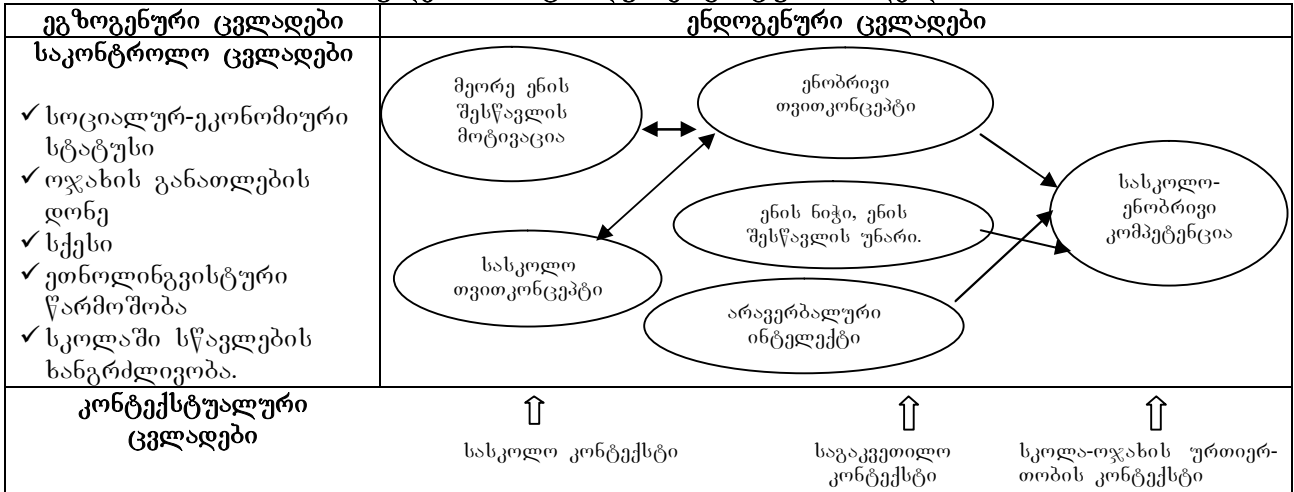 ეგზოგენური ცვლადები
ენდოგენური ცვლადები
საკონტროლო ცვლადები
✓ სოციალურ-ეკონომიური
სტატუსი
✓ ოჯახის განათლების
დონე
✓ სქესი
✓ ეთნოლინგვისტური
წარმოშობა
✓ სკოლაში სწავლების
ხანგრძლივობა.
მეორე ენის
შესწავლის
მოტივაცია
ენობრივი
თვითკონცეპტი
სასკოლო
თვითკონცეპტი
ენის ნიჭი, ენის
შესწავლის უნარი.
არავერბალური
ინტელექტი
სასკოლო-
ენობრივი
კომპეტენცია
კონტექსტუალური
ცვლადები
სასკოლო კონტექსტი
საგაკვეთილო
კონტექსტი
სკოლა-ოჯახის ურთიერ-
თობის კონტექსტი